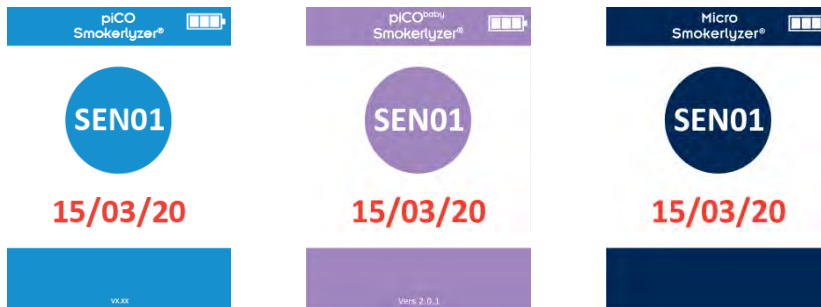 piCO
Smokerlyzer®
SEN01
15/03/20
vx.xx
piCObaby
Smokerlyzer®
SEN01
15/03/20
Vers 2.0.1
Micro
Smokerlyzer®
SEN01
15/03/20